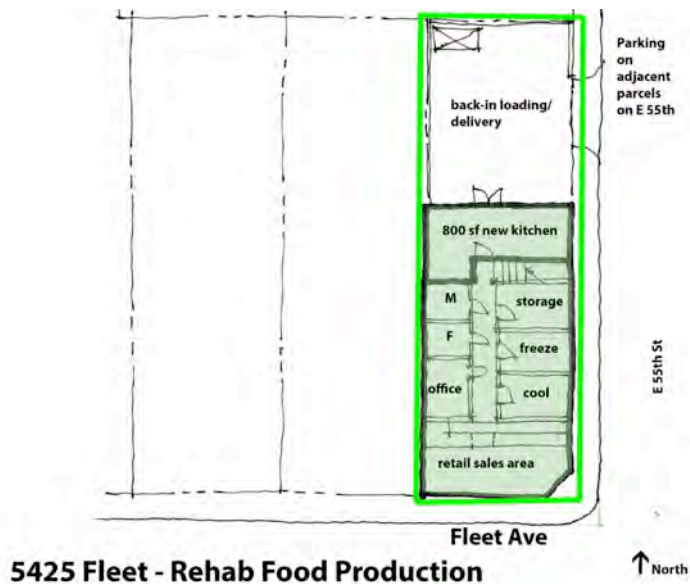 Parking
on
adjacent
parcels
on E 55th
back-in loading/
delivery
800 sf new kitchen
M
storage
F
freeze
office
cool
retail sales area
E 55th St
Fleet Ave
5425 Fleet - Rehab Food Production
North